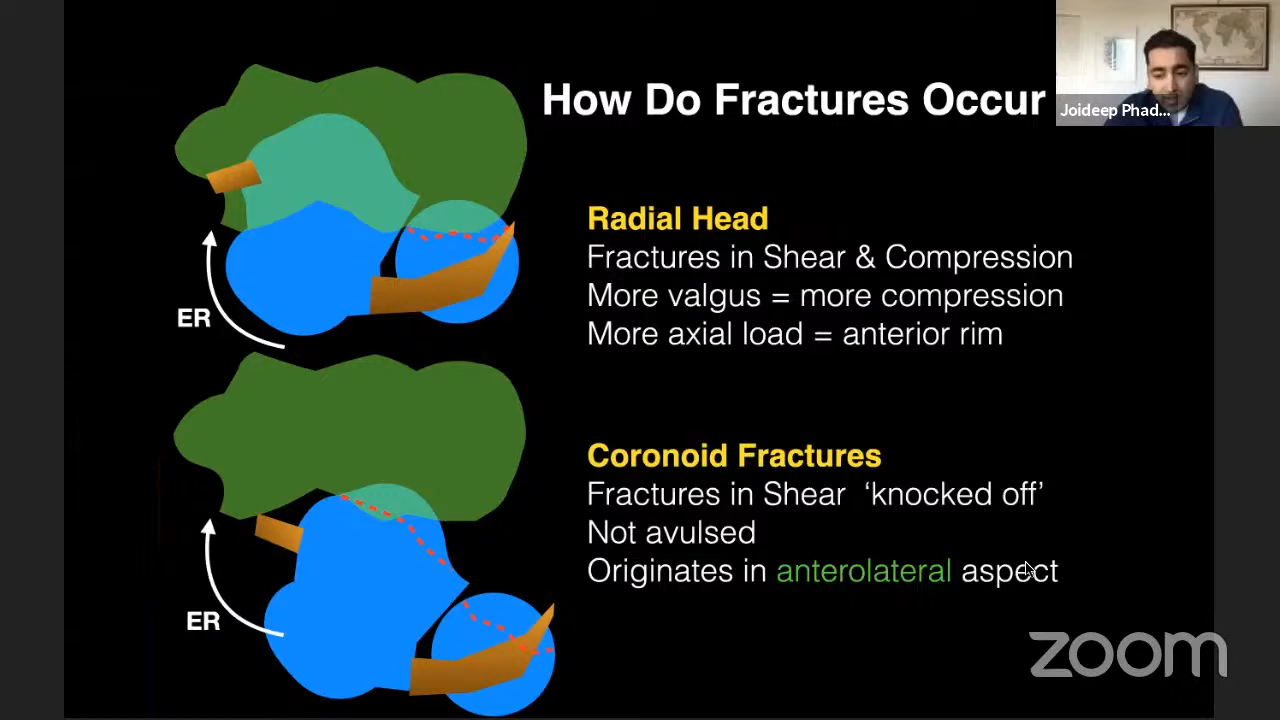 How Do Fractures Occur
Joideep Phad...
Radial Head
Fractures in Shear & Compression
More valgus = more compression
More axial load = anterior rim
ER
Coronoid Fractures
Fractures in Shear ‘knocked off’
Not avulsed
Originates in anterolateral aspect
ER
zoom